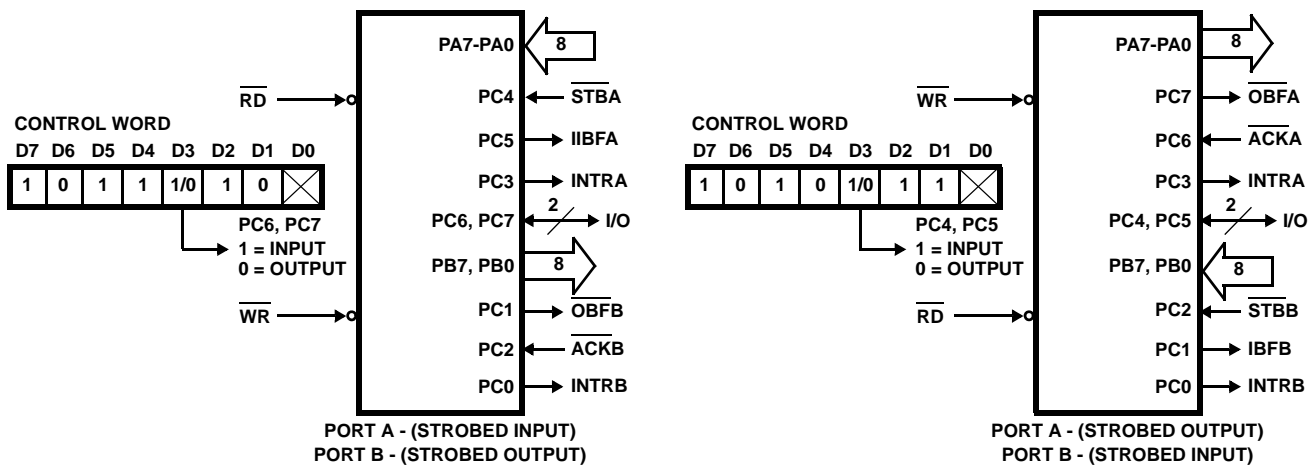 PA7-PA0
8
RD
PC4
STBA
CONTROL WORD
PC5
IIBFA
D7 D6 D5 D4 D3 D2 D1 D0
1 0 1 1 1/0 1 0
PC3
INTRA
PC6, PC7
1 = INPUT
0 = OUTPUT
PC6, PC7
2
I/O
PB7, PB0
8
WR
PC1
OBFB
PC2
ACKB
PC0
INTRB
PORT A - (STROBED INPUT)
PORT B - (STROBED OUTPUT)
PA7-PA0
8
WR
PC7
OBFA
CONTROL WORD
PC6
ACKA
D7 D6 D5 D4 D3 D2 D1 D0
1 0 1 0 1/0 1 1
PC3
INTRA
PC4, PC5
1 = INPUT
0 = OUTPUT
PC4, PC5
2
I/O
PB7, PB0
8
RD
PC2
STBB
PC1
IBFB
PC0
INTRB
PORT A - (STROBED OUTPUT)
PORT B - (STROBED INPUT)